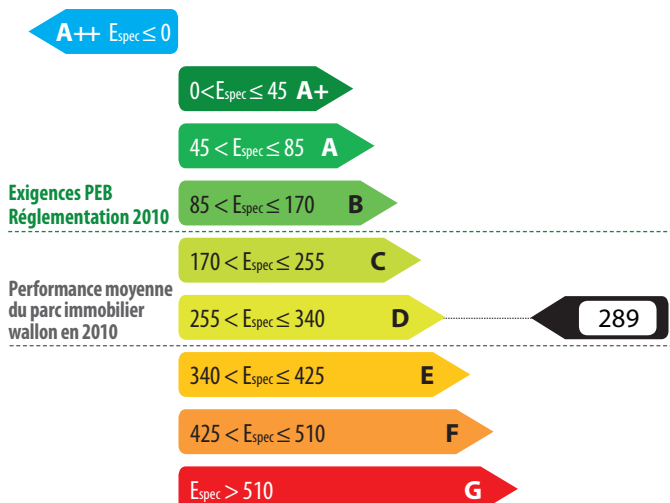 A++ Espec ≤ 0
0<Espec ≤ 45 A+
45 < Espec ≤ 85 A
Exigences PEB
Réglementation 2010
85 < Espec ≤ 170 B
170 < Espec ≤ 255 C
Performance moyenne
du parc immobilier
wallon en 2010
255 < Espec ≤ 340 D
289
340 < Espec ≤ 425 E
425 < Espec ≤ 510 F
Espec > 510 G